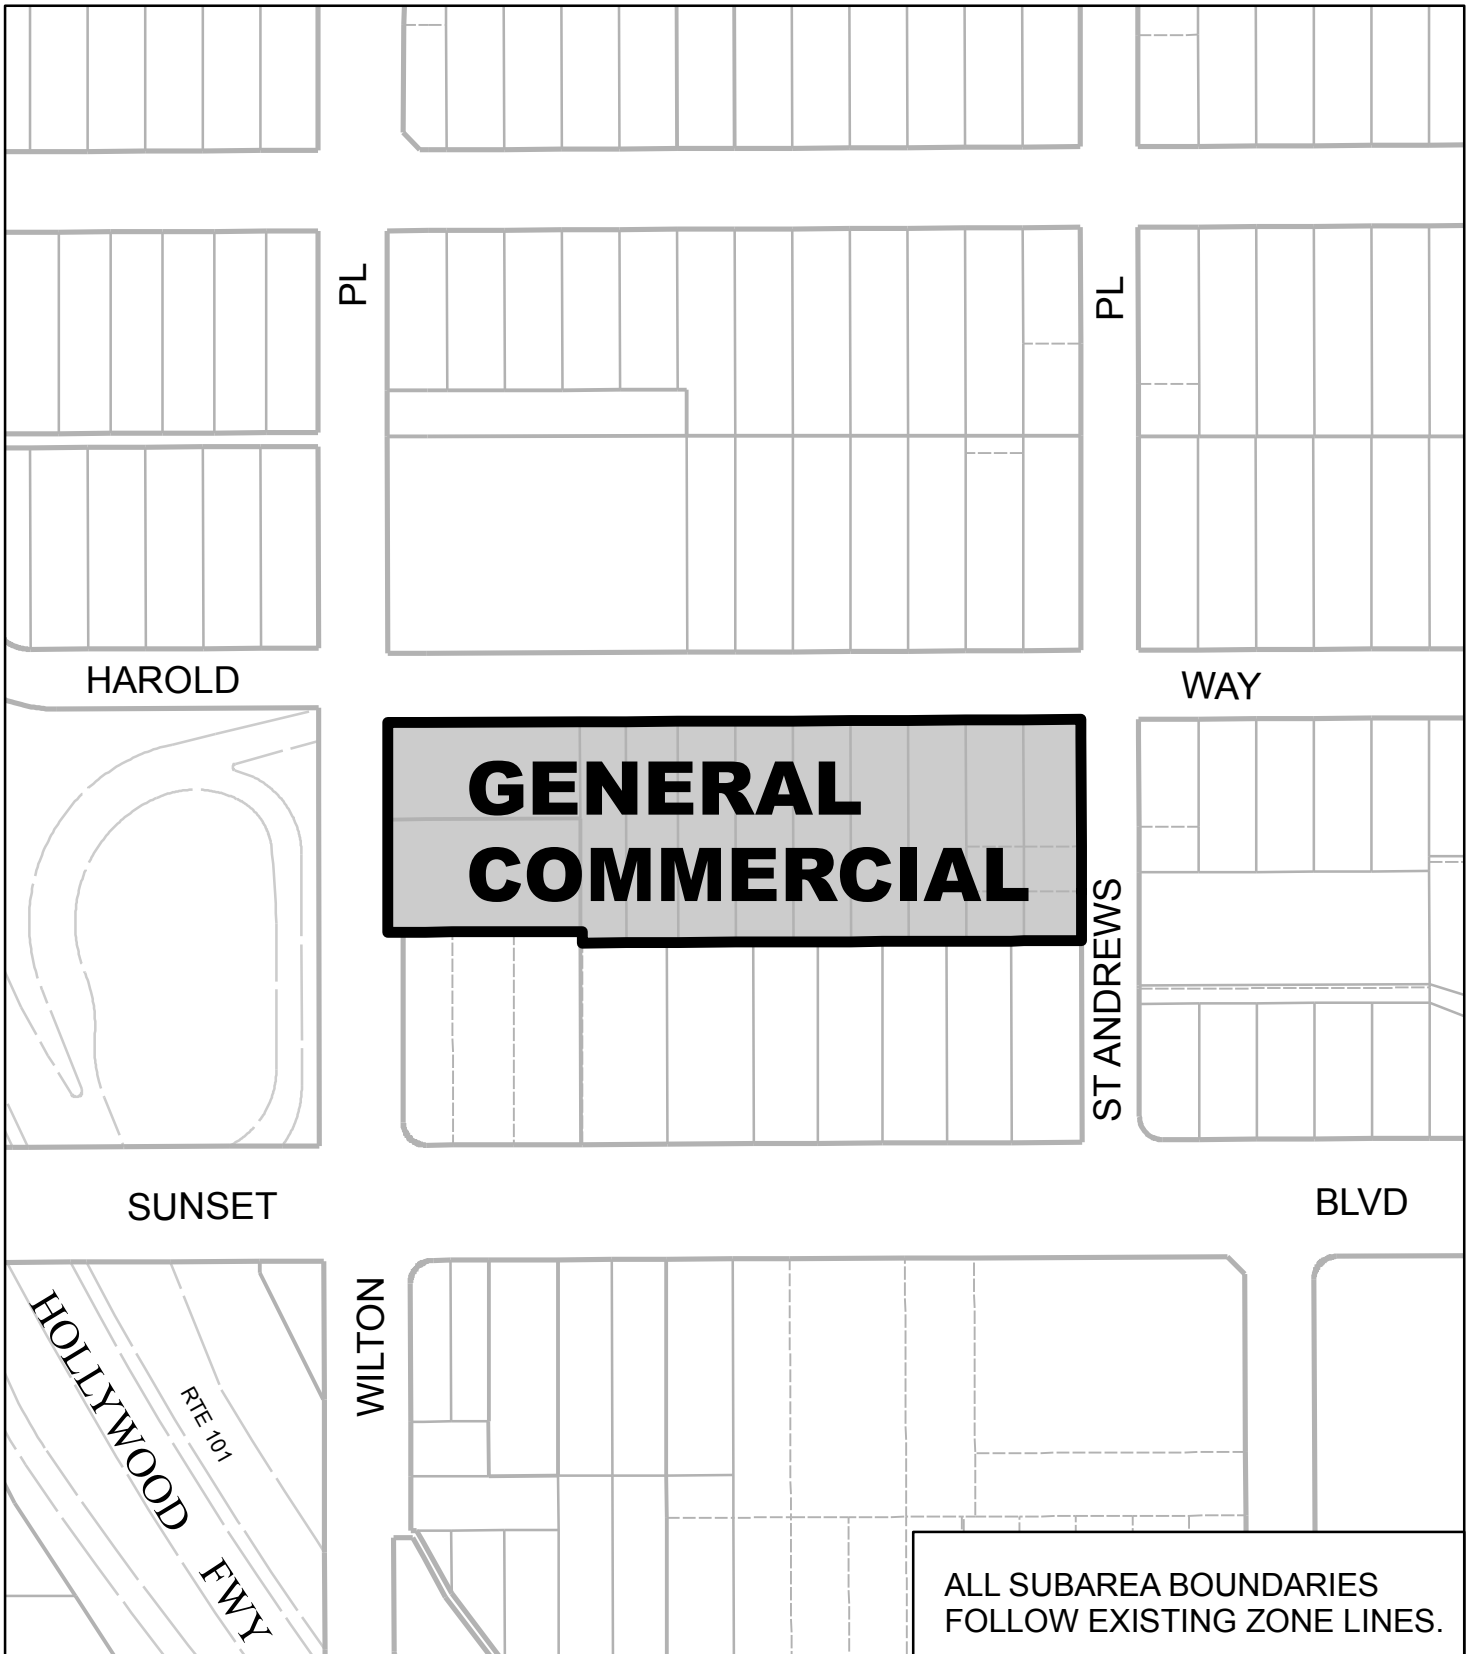 PL
PL
HAROLD
WAY
GENERAL
COMMERCIAL
ST ANDREWS
SUNSET
BLVD
WILTON
HOLLYWOOD FWY
RTE 101
ALL SUBAREA BOUNDARIES
FOLLOW EXISTING ZONE LINES.